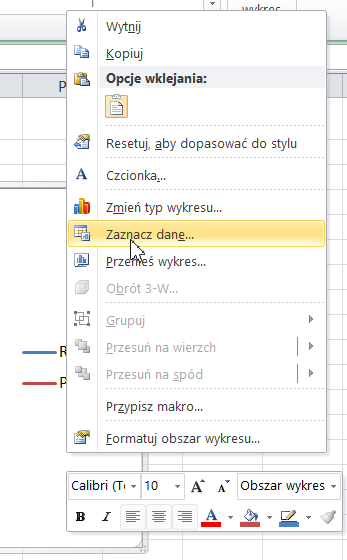 wykres
P
Wytnij
Kopiuj
Opcje wklejania:
Resetuj, aby dopasować do stylu
Czcionka...
Zmień typ wykresu...
Zaznacz dane...
Przenieś wykres...
Obrót 3-W...
Grupuj
R
Przesuń na wierzch
P
Przesuń na spód
Przypisz makro...
Formatuj obszar wykresu...
Calibri (Te
10
A
A
Obszar wykres
B
I
A